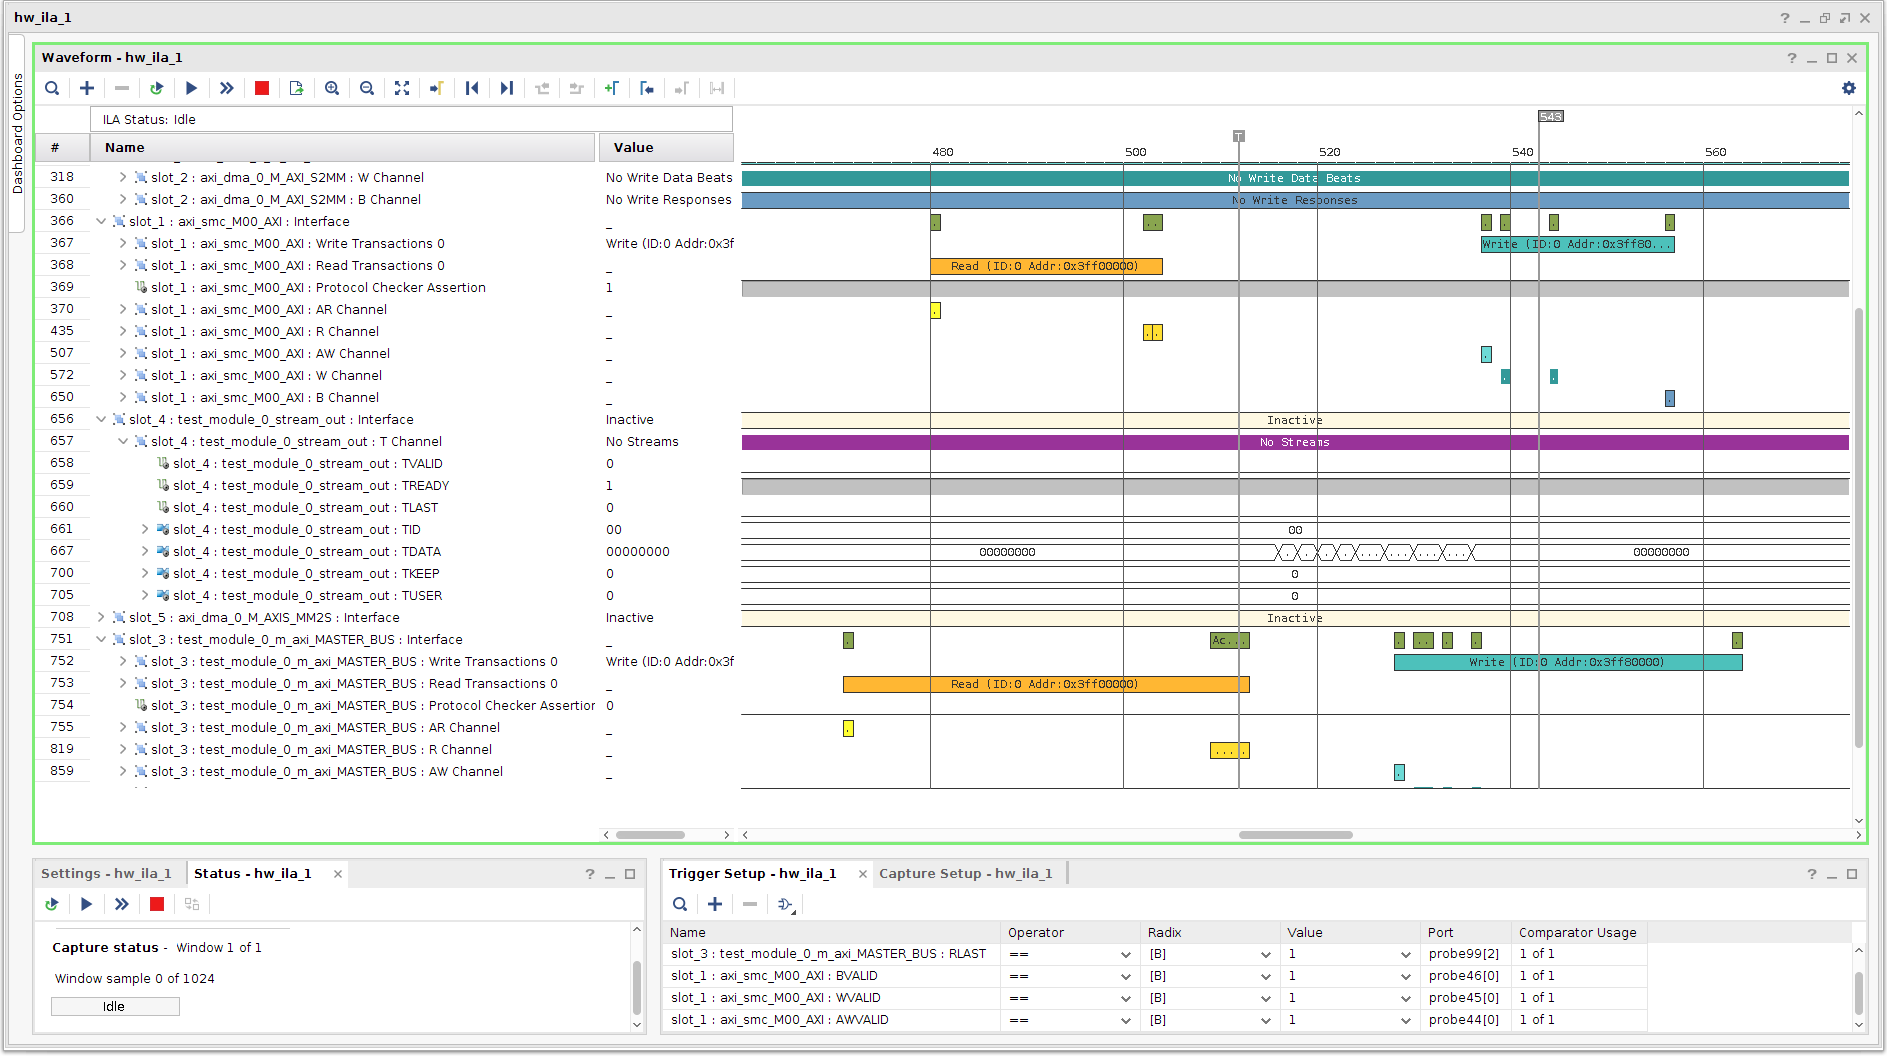 hw_ila_1
Dashboard Options
Waveform - hw_ila_1
ILA Status: Idle
# Name Value
543
T
480 500 520 540 560
318 slot_2 : axi_dma_0_M_AXI_S2MM : W Channel No Write Data Beats No Write Data Beats
360 slot_2 : axi_dma_0_M_AXI_S2MM : B Channel No Write Responses No Write Responses
366 slot_1 : axi_smc_M00_AXI : Interface _
367 slot_1 : axi_smc_M00_AXI : Write Transactions 0 Write (ID:0 Addr:0x3f Write (ID:0 Addr:0x3ff80...
368 slot_1 : axi_smc_M00_AXI : Read Transactions 0 _ Read (ID:0 Addr:0x3ff00000)
369 slot_1 : axi_smc_M00_AXI : Protocol Checker Assertion 1
370 slot_1 : axi_smc_M00_AXI : AR Channel _
435 slot_1 : axi_smc_M00_AXI : R Channel _
507 slot_1 : axi_smc_M00_AXI : AW Channel _
572 slot_1 : axi_smc_M00_AXI : W Channel _
650 slot_1 : axi_smc_M00_AXI : B Channel _
656 slot_4 : test_module_0_stream_out : Interface Inactive Inactive
657 slot_4 : test_module_0_stream_out : T Channel No Streams No Streams
658 slot_4 : test_module_0_stream_out : TVALID 0
659 slot_4 : test_module_0_stream_out : TREADY 1
660 slot_4 : test_module_0_stream_out : TLAST 0
661 slot_4 : test_module_0_stream_out : TID 00 00
667 slot_4 : test_module_0_stream_out : TDATA 00000000 00000000 . . . . ... ... ... ... 00000000
700 slot_4 : test_module_0_stream_out : TKEEP 0 0
705 slot_4 : test_module_0_stream_out : TUSER 0 0
708 slot_5 : axi_dma_0_M_AXIS_MM2S : Interface Inactive Inactive
751 slot_3 : test_module_0_m_axi_MASTER_BUS : Interface _ Ac...
752 slot_3 : test_module_0_m_axi_MASTER_BUS : Write Transactions 0 Write (ID:0 Addr:0x3f Write (ID:0 Addr:0x3ff80000)
753 slot_3 : test_module_0_m_axi_MASTER_BUS : Read Transactions 0 _ Read (ID:0 Addr:0x3ff00000)
754 slot_3 : test_module_0_m_axi_MASTER_BUS : Protocol Checker Assertior 0
755 slot_3 : test_module_0_m_axi_MASTER_BUS : AR Channel _
819 slot_3 : test_module_0_m_axi_MASTER_BUS : R Channel _
859 slot_3 : test_module_0_m_axi_MASTER_BUS : AW Channel _
Settings - hw_ila_1 Status - hw_ila_1
Capture status - Window 1 of 1
Window sample 0 of 1024
Idle
Trigger Setup - hw_ila_1 Capture Setup - hw_ila_1
Name Operator Radix Value Port Comparator Usage
slot_3 : test_module_0_m_axi_MASTER_BUS : RLAST == [B] 1 probe99[2] 1 of 1
slot_1 : axi_smc_M00_AXI : BVALID == [B] 1 probe46[0] 1 of 1
slot_1 : axi_smc_M00_AXI : WVALID == [B] 1 probe45[0] 1 of 1
slot_1 : axi_smc_M00_AXI : AWVALID == [B] 1 probe44[0] 1 of 1